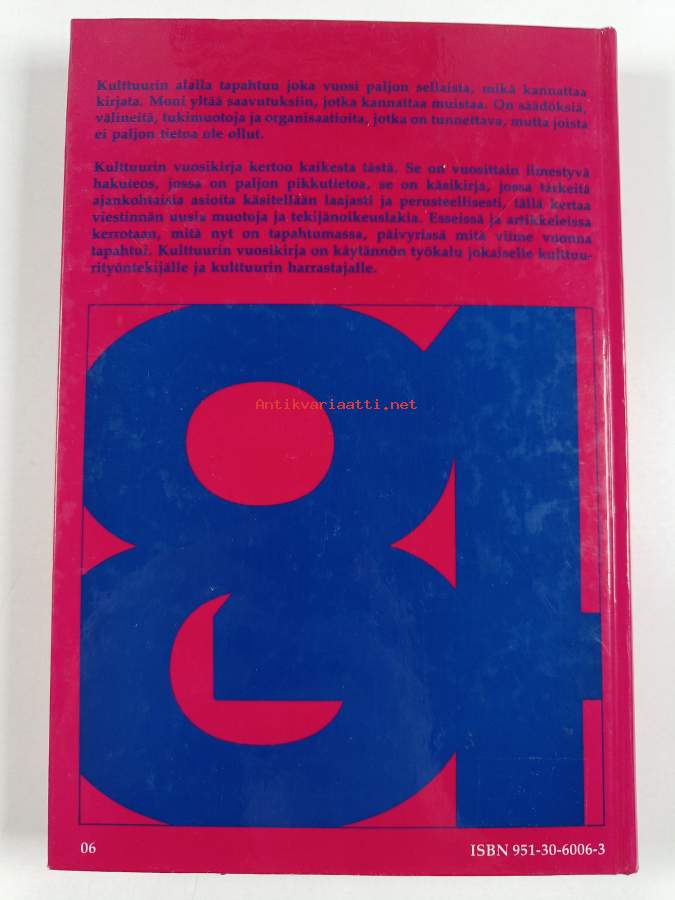 Kulttuurin alalla tapahtuu joka vuosi paljon sellaista, mikä kannattaa
kirjata. Moni yltää saavutuksiin, jotka kannattaa muistaa. On säädöksiä,
välineitä, tukimuotoja ja organisaatioita, jotka on tunnettava, mutta joista
ei paljon tietoa ole ollut.
Kulttuurin vuosikirja kertoo kaikesta tästä. Se on vuosittain ilmestyvä
hakuteos, jossa on paljon pikkutietoa, se on käsikirja, jossa tärkeitä
ajankohtaisia asioita käsitellään laajasti ja perusteellisesti, tällä kertaa
viestinnän uusia muotoja ja tekijänoikeuslakia. Esseissä ja artikkeleissa
kerrotaan, mitä nyt on tapahtumassa, päivyrissä mitä viime vuonna
tapahtui. Kulttuurin vuosikirja on käytännön työkalu jokaiselle kulttuu-
rityöntekijälle ja kulttuurin harrastajalle.
84
Antikvariaatti.net
06
ISBN 951-30-6006-3